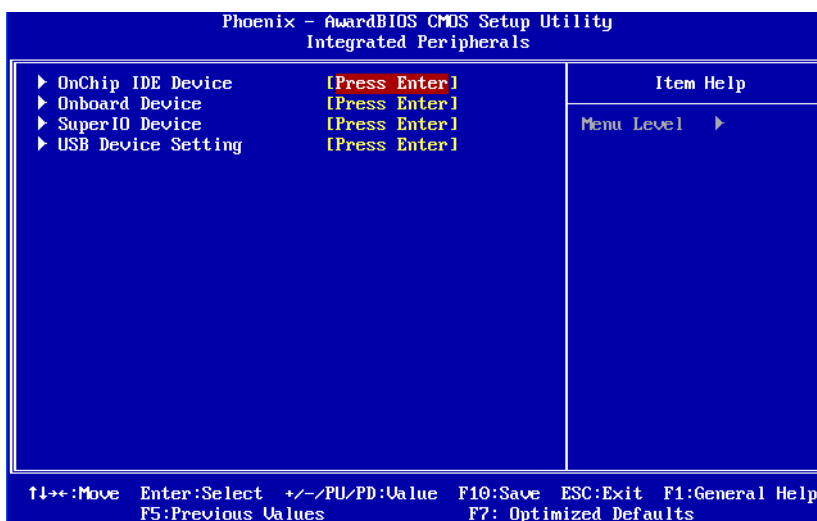 Phoenix - AwardBIOS CMOS Setup Utility
Integrated Peripherals
▶ OnChip IDE Device [Press Enter]
▶ Onboard Device [Press Enter]
▶ SuperIO Device [Press Enter]
▶ USB Device Setting [Press Enter]
Item Help
Menu Level ▶
↑↓→←:Move Enter:Select +/-/PU/PD:Value F10:Save ESC:Exit F1:General Help
F5:Previous Values F7: Optimized Defaults